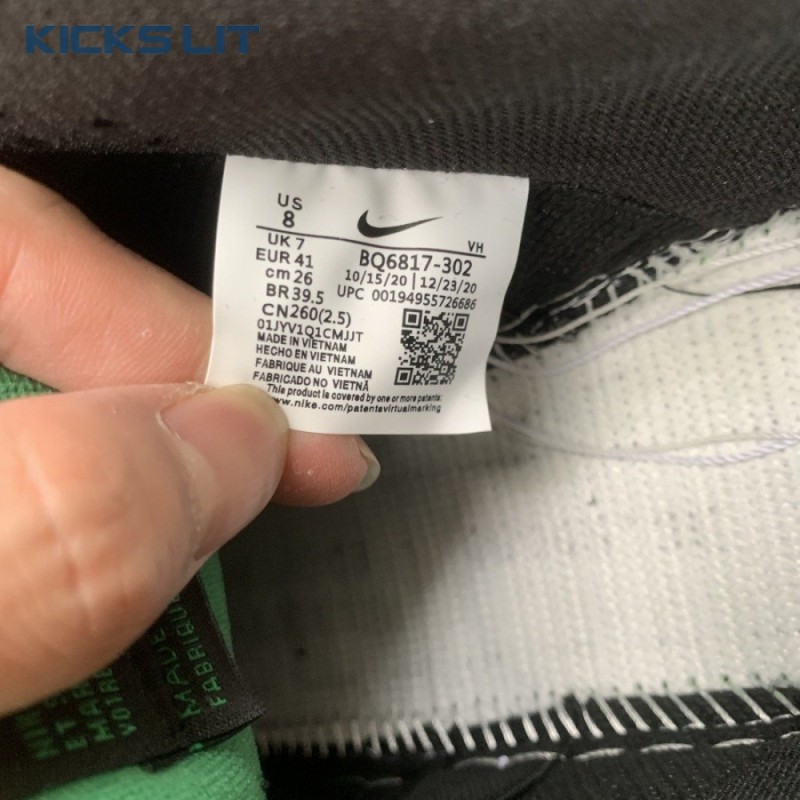 KICKS LIT
US
8
UK 7
EUR 41
cm 26
BR 39.5
CN260(2.5)
VH
BQ6817-302
10/15/20 | 12/23/20
UPC 00194955726686
01JYV1Q1CMJJT
MADE IN VIETNAM
HECHO EN VIETNAM
FABRIQUE AU VIETNAM
FABRICADO NO VIETNÃ
This product is covered by one or more patents:
www.nike.com/patentsvirtualmarking
ET
MADE